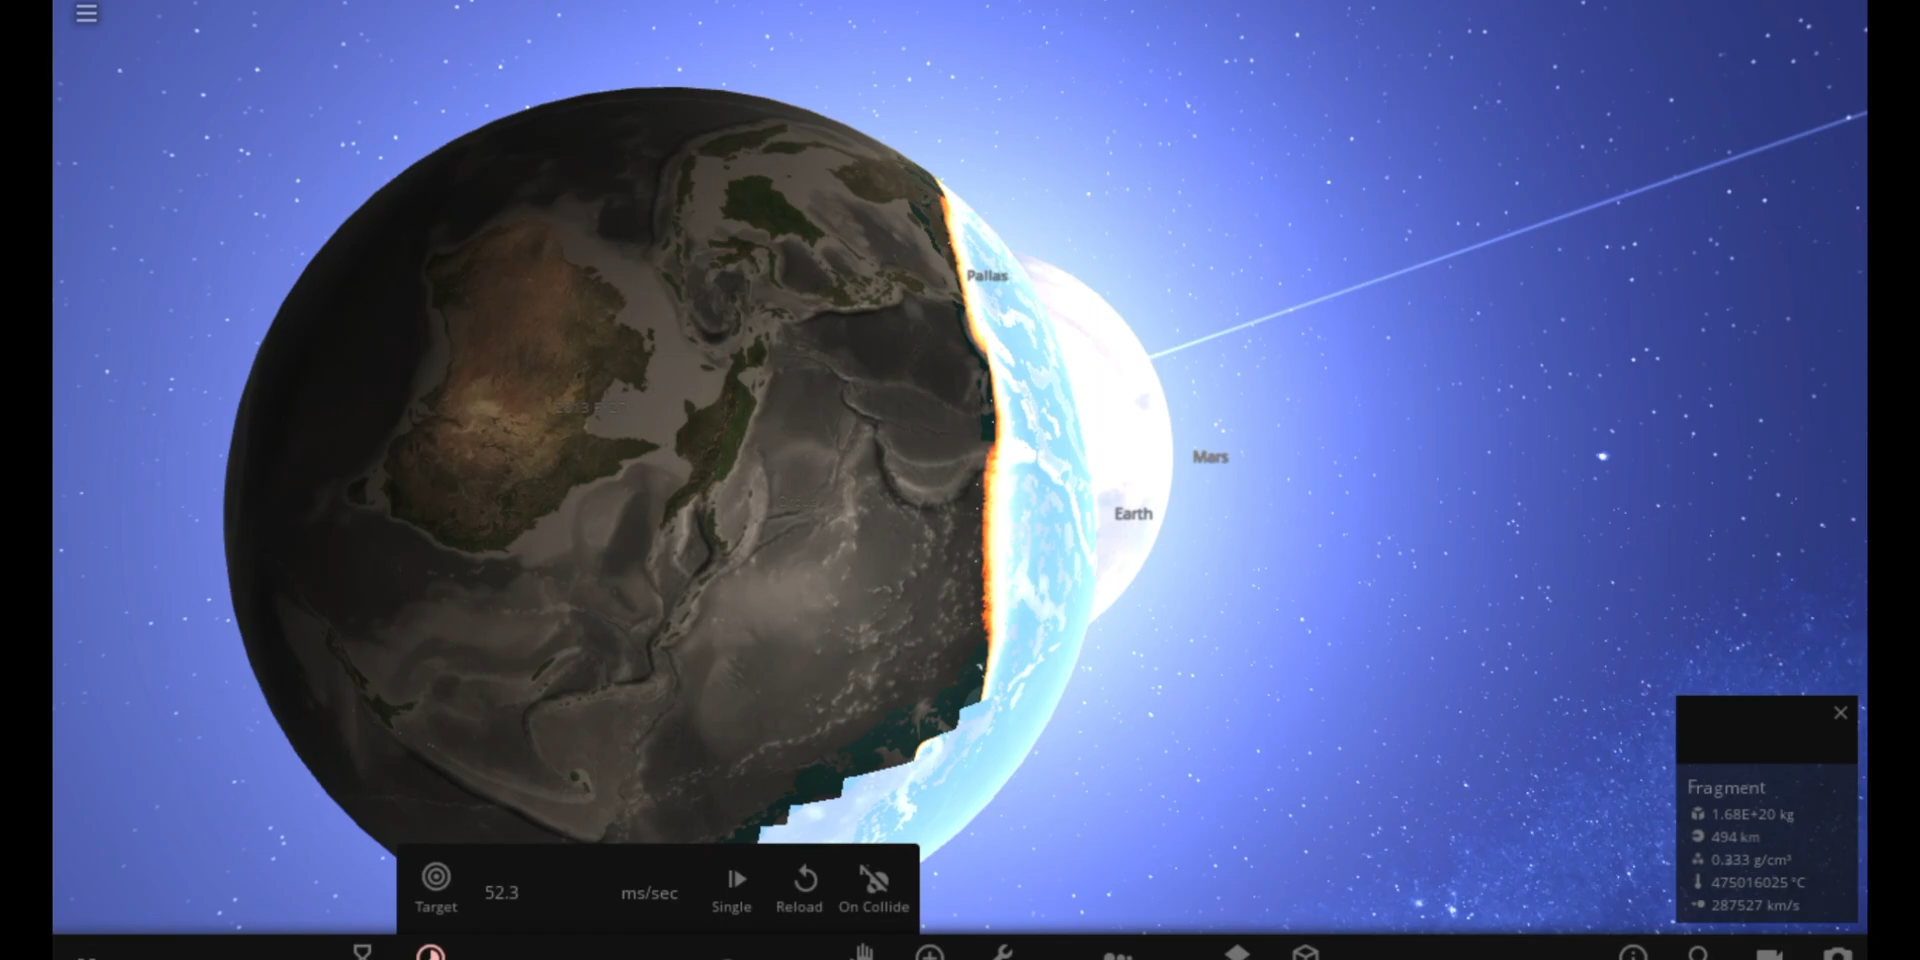 Pallas
Mars
Earth
Fragment
1.68E+20 kg
494 km
0.333 g/cm³
475016025 °C
287527 km/s
52.3 ms/sec
Target Single Reload On Collide